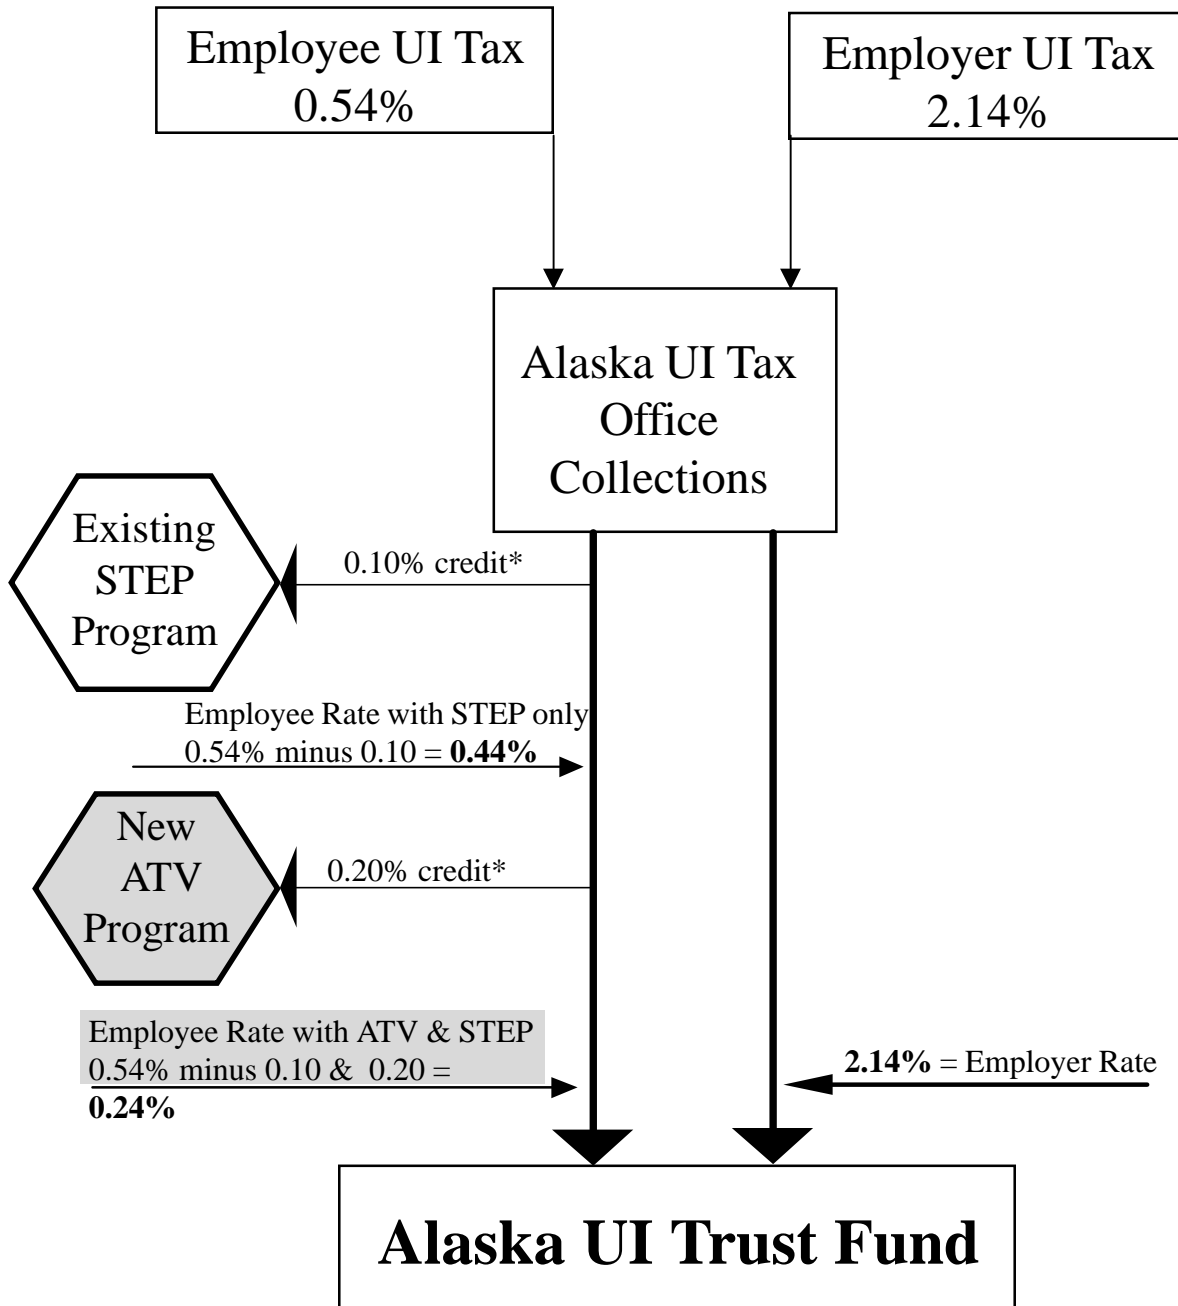 Employee UI Tax
0.54%
Employer UI Tax
2.14%
Alaska UI Tax
Office
Collections
Existing
STEP
Program
0.10% credit*
Employee Rate with STEP only
0.54% minus 0.10 = 0.44%
New
ATV
Program
0.20% credit*
Employee Rate with ATV & STEP
0.54% minus 0.10 & 0.20 =
0.24%
2.14% = Employer Rate
Alaska UI Trust Fund